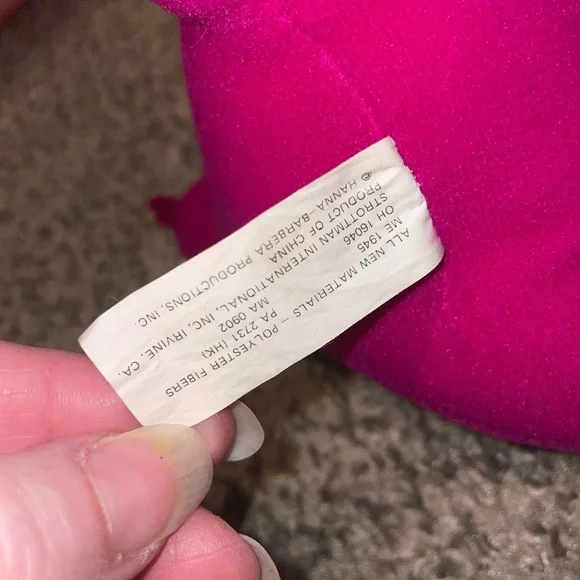 ALL NEW MATERIALS – POLYESTER FIBERS
ME 1945 PA 2731 (HK)
OH 16046 MA 0902
STROTTMAN INTERNATIONAL, INC, IRVINE, CA.
PRODUCT OF CHINA
© HANNA-BARBERA PRODUCTIONS, INC.